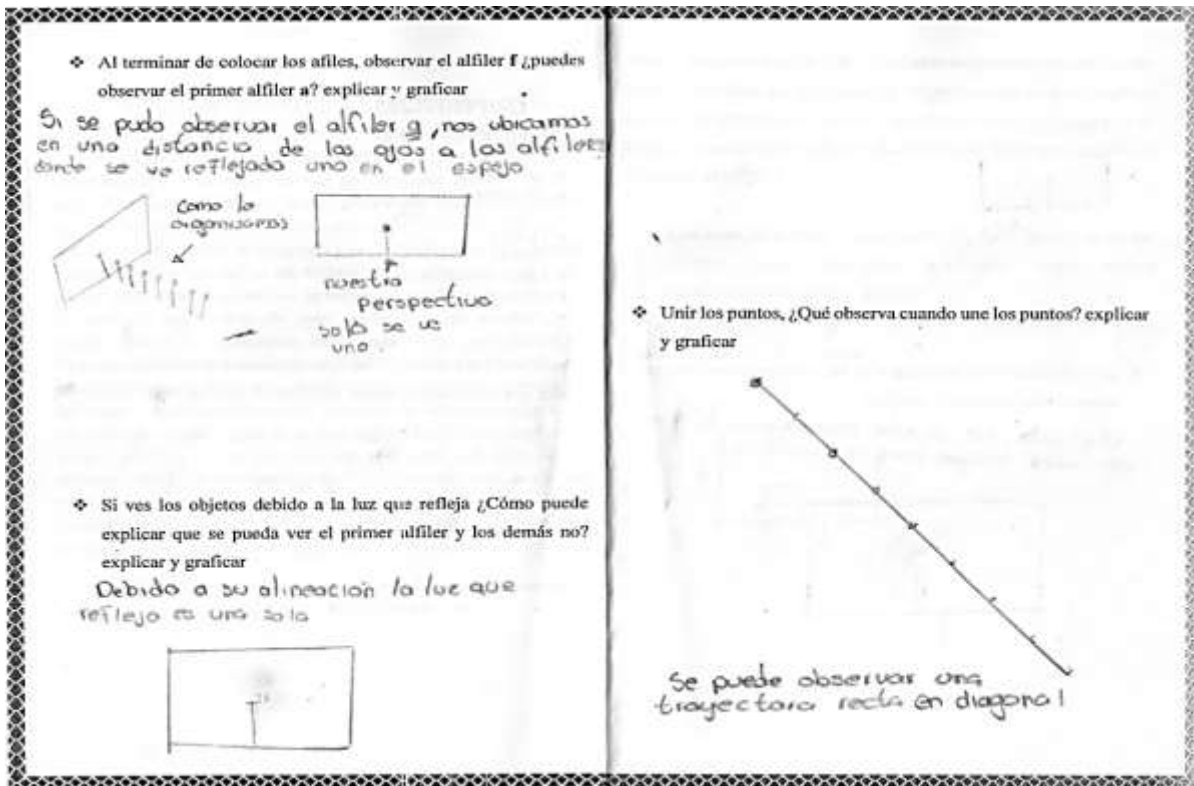 ❖ Al terminar de colocar los afiles, observar el alfiler f ¿puedes
observar el primer alfiler a? explicar y graficar
Si se pudo observar el alfiler a, nos ubicamos
en una distancia de los ojos a los alfileres
donde se ve reflejado uno en el espejo
Como lo
organisamos
nuestra
perspectiva
solo se ve
uno.
❖ Si ves los objetos debido a la luz que refleja ¿Cómo puede
explicar que se pueda ver el primer alfiler y los demás no?
explicar y graficar
Debido a su alineación la luz que
refleja es una sola
❖ Unir los puntos, ¿Qué observa cuando une los puntos? explicar
y graficar
Se puede observar una
trayectora recta en diagonal